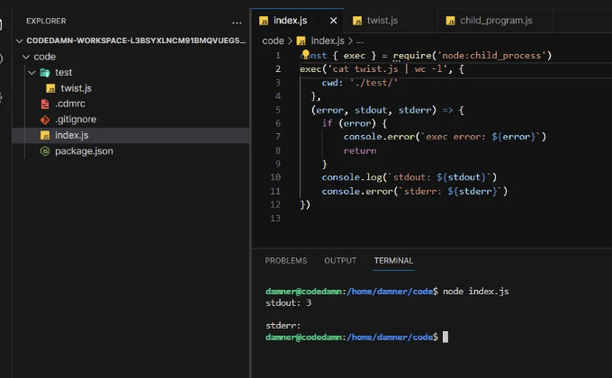 EXPLORER
CODEDAMN-WORKSPACE-L3BSYXLNCM91BMQVUEG5...
code
test
twist.js
.cdmrc
.gitignore
index.js
package.json
index.js
twist.js
child_program.js
code > index.js > ...
1 const { exec } = require('node:child_process')
2 exec('cat twist.js | wc -l', {
3 cwd: './test/'
4 },
5 (error, stdout, stderr) => {
6 if (error) {
7 console.error(`exec error: ${error}`)
8 return
9 }
10 console.log(`stdout: ${stdout}`)
11 console.error(`stderr: ${stderr}`)
12 })
13
PROBLEMS OUTPUT TERMINAL
damner@codedamn:/home/damner/code$ node index.js
stdout: 3
stderr:
damner@codedamn:/home/damner/code$